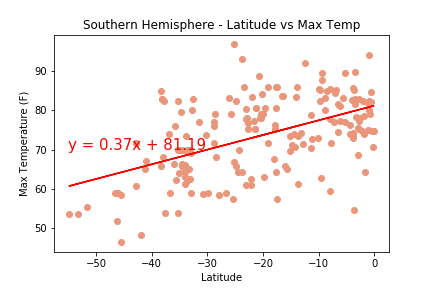 Southern Hemisphere - Latitude vs Max Temp
Max Temperature (F)
90
80
70
60
50
y = 0.37x + 81.19
−50
−40
−30
−20
−10
0
Latitude